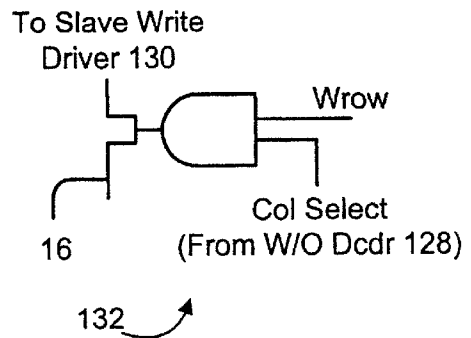 To Slave Write
Driver 130
Wrow
Col Select
(From W/O Dcdr 128)
16
132